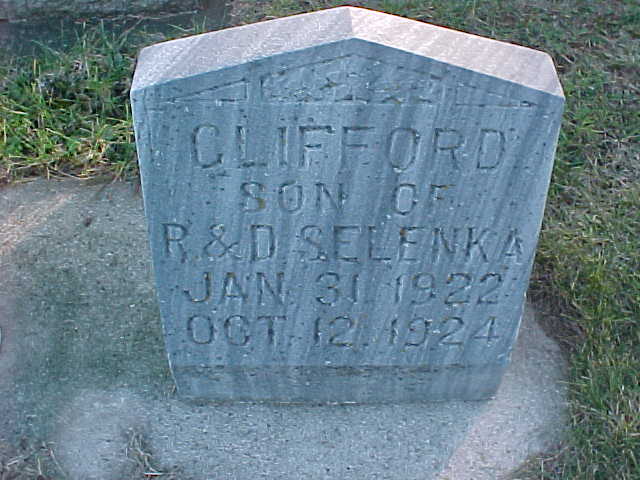 CLIFFORD
SON OF
R. & D. SELENKA
JAN. 31. 1922
OCT. 12. 1924